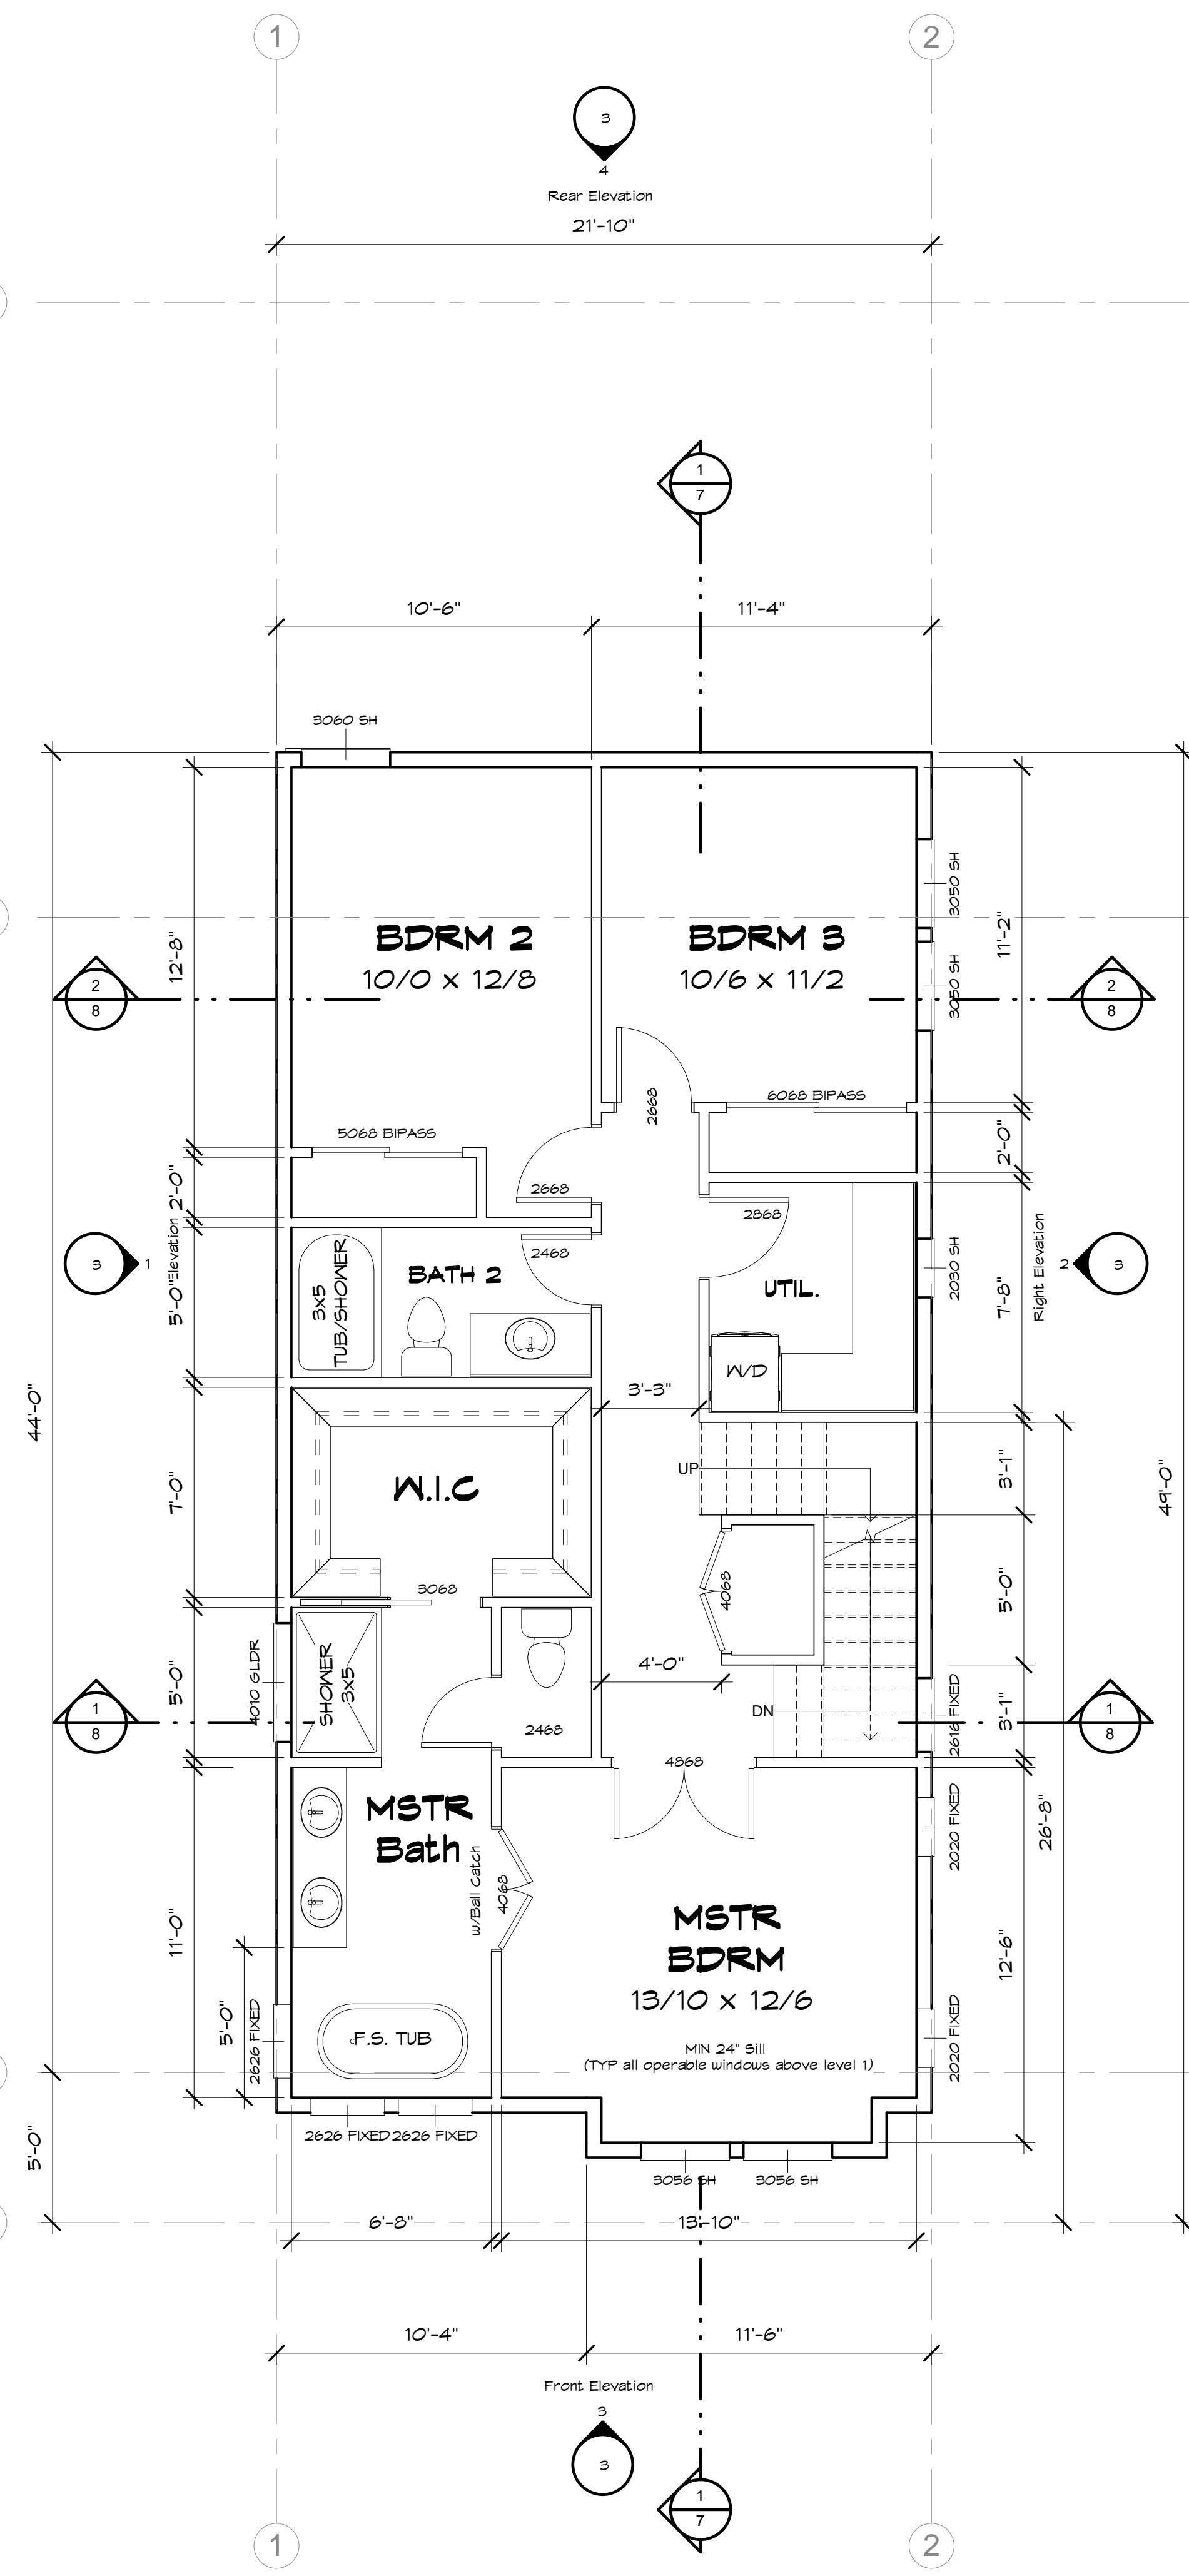 1
2
3
4
Rear Elevation
21'-10"
1
7
10'-6"
11'-4"
3060 SH
3050 SH
12'-8"
BDRM 2
10/0 x 12/8
BDRM 3
10/6 x 11/2
11'-2"
3050 SH
2
8
2
8
2668
6068 BIPASS
5068 BIPASS
2'-0"
2'-0"
2668
2868
2468
3
1
Elevation
5'-0"
3x5
TUB/SHOWER
BATH 2
UTIL.
2030 SH
7'-8"
Right Elevation
2
3
W/D
44'-0"
3'-3"
7'-0"
W.I.C
UP
3'-1"
49'-0"
3068
4068
5'-0"
4010 GLDR
5'-0"
SHOWER
3x5
4'-0"
1
8
2468
DN
2616 FIXED
3'-1"
1
8
4868
MSTR
Bath
2020 FIXED
26'-8"
w/Ball Catch
4068
11'-0"
MSTR
BDRM
13/10 x 12/6
12'-6"
5'-0"
2626 FIXED
F.S. TUB
MIN 24" Sill
(TYP all operable windows above level 1)
2020 FIXED
5'-0"
2626 FIXED
2626 FIXED
3056 SH
3056 SH
6'-8"
13'-10"
10'-4"
11'-6"
Front Elevation
3
3
1
7
1
2